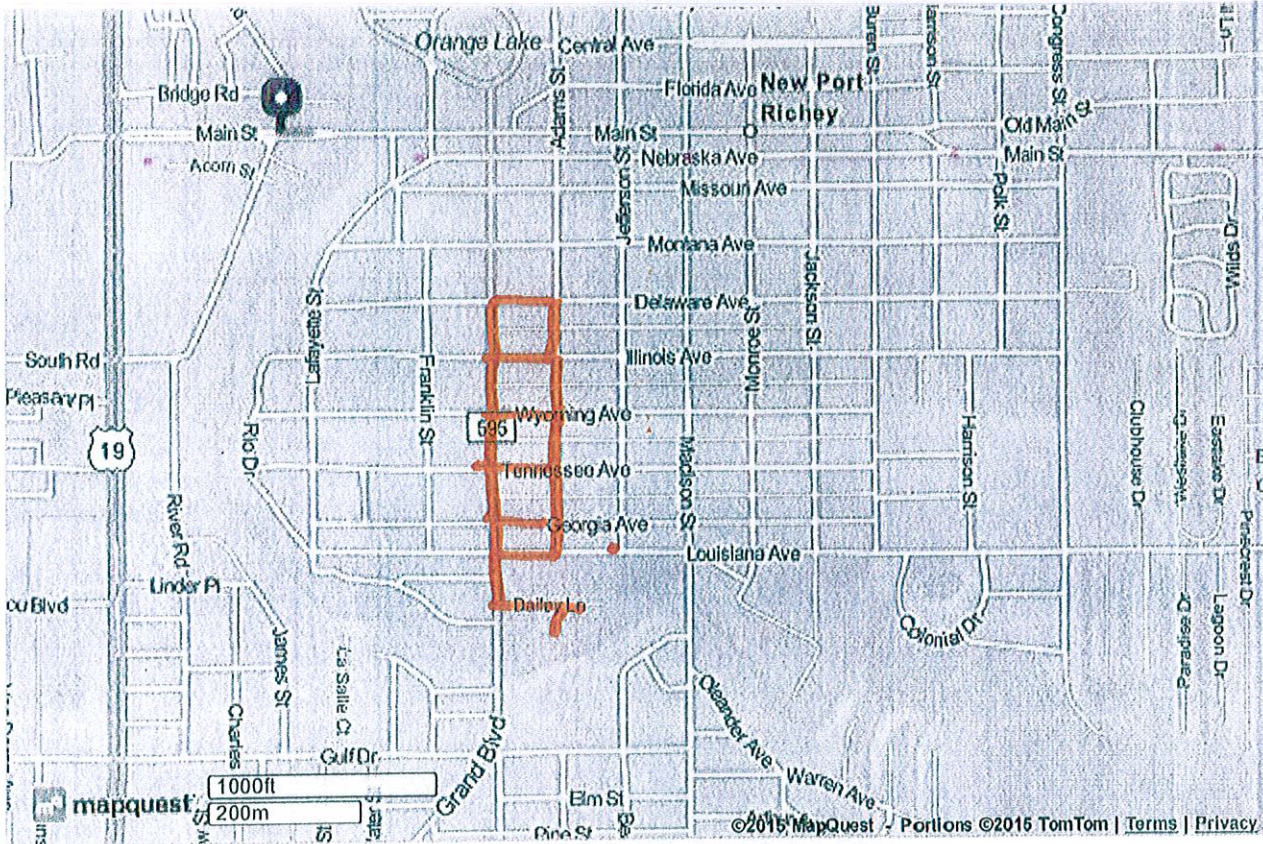 Orange Lake
Central Ave
Adams St
Florida Ave
New Port
Richey
Congress St
Bridge Rd
Main St
Main St
Old Main St
Acorn St
Nebraska Ave
Main St
Missouri Ave
Jefferson St
Polk St
Montana Ave
Jackson St
Willis Dr
Lafayette St
Delaware Ave
Monroe St
South Rd
Franklin St
Illinois Ave
Wyoming Ave
595
19
Rio Dr
Tennessee Ave
Madison St
Harrison St
Clubhouse Dr
River Rd
Georgia Ave
Louisiana Ave
Pinecrest Dr
Linder Pl
Dailey Ln
Colonial Dr
Paradise Dr
Lagoon Dr
James St
La Salle Ct
Charles
Gulf Dr
Grand Blvd
Oleander Ave
Warren Ave
1000ft
mapquest
200m
Elm St
Pine St
©2015 MapQuest - Portions ©2015 TomTom | Terms | Privacy